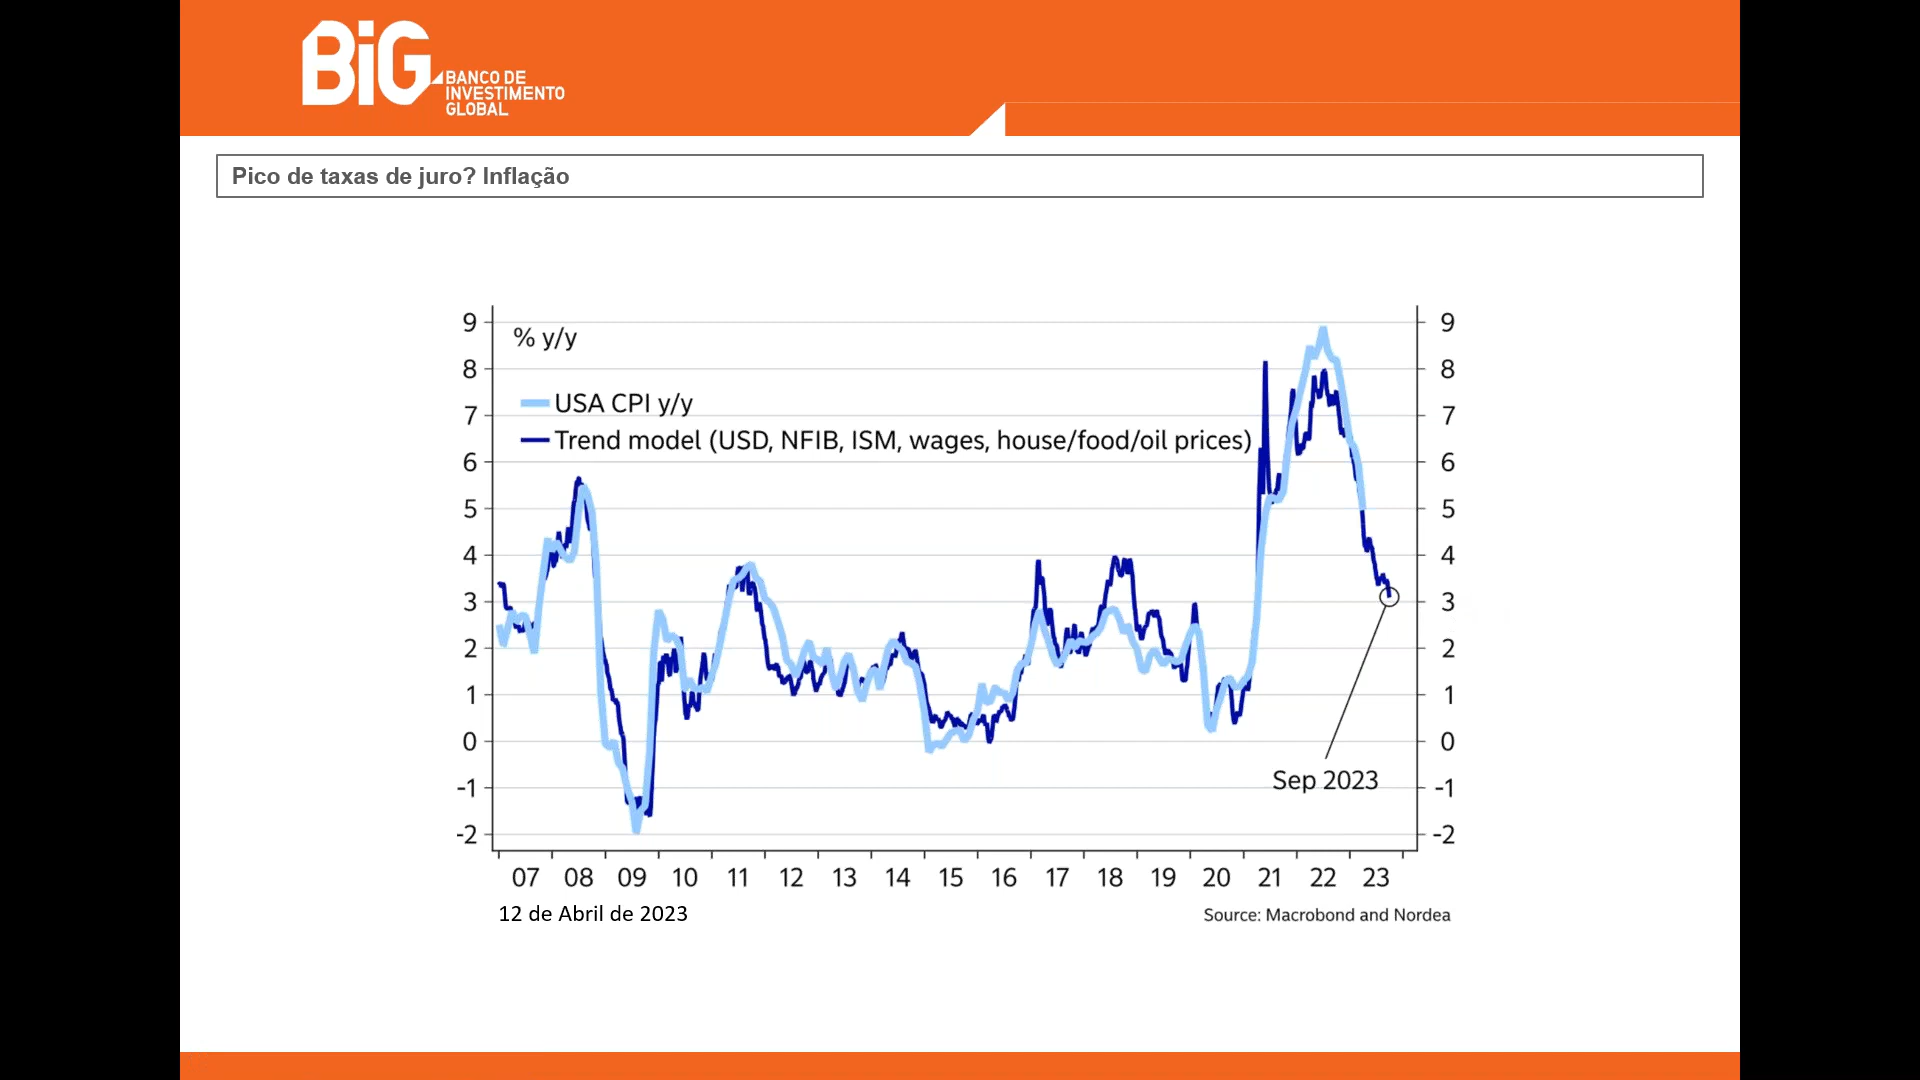 BiG
BANCO DE
INVESTIMENTO
GLOBAL
Pico de taxas de juro? Inflação
% y/y
USA CPI y/y
Trend model (USD, NFIB, ISM, wages, house/food/oil prices)
9 9
8 8
7 7
6 6
5 5
4 4
3 3
2 2
1 1
0 0
-1 -1
-2 -2
Sep 2023
07 08 09 10 11 12 13 14 15 16 17 18 19 20 21 22 23
12 de Abril de 2023
Source: Macrobond and Nordea